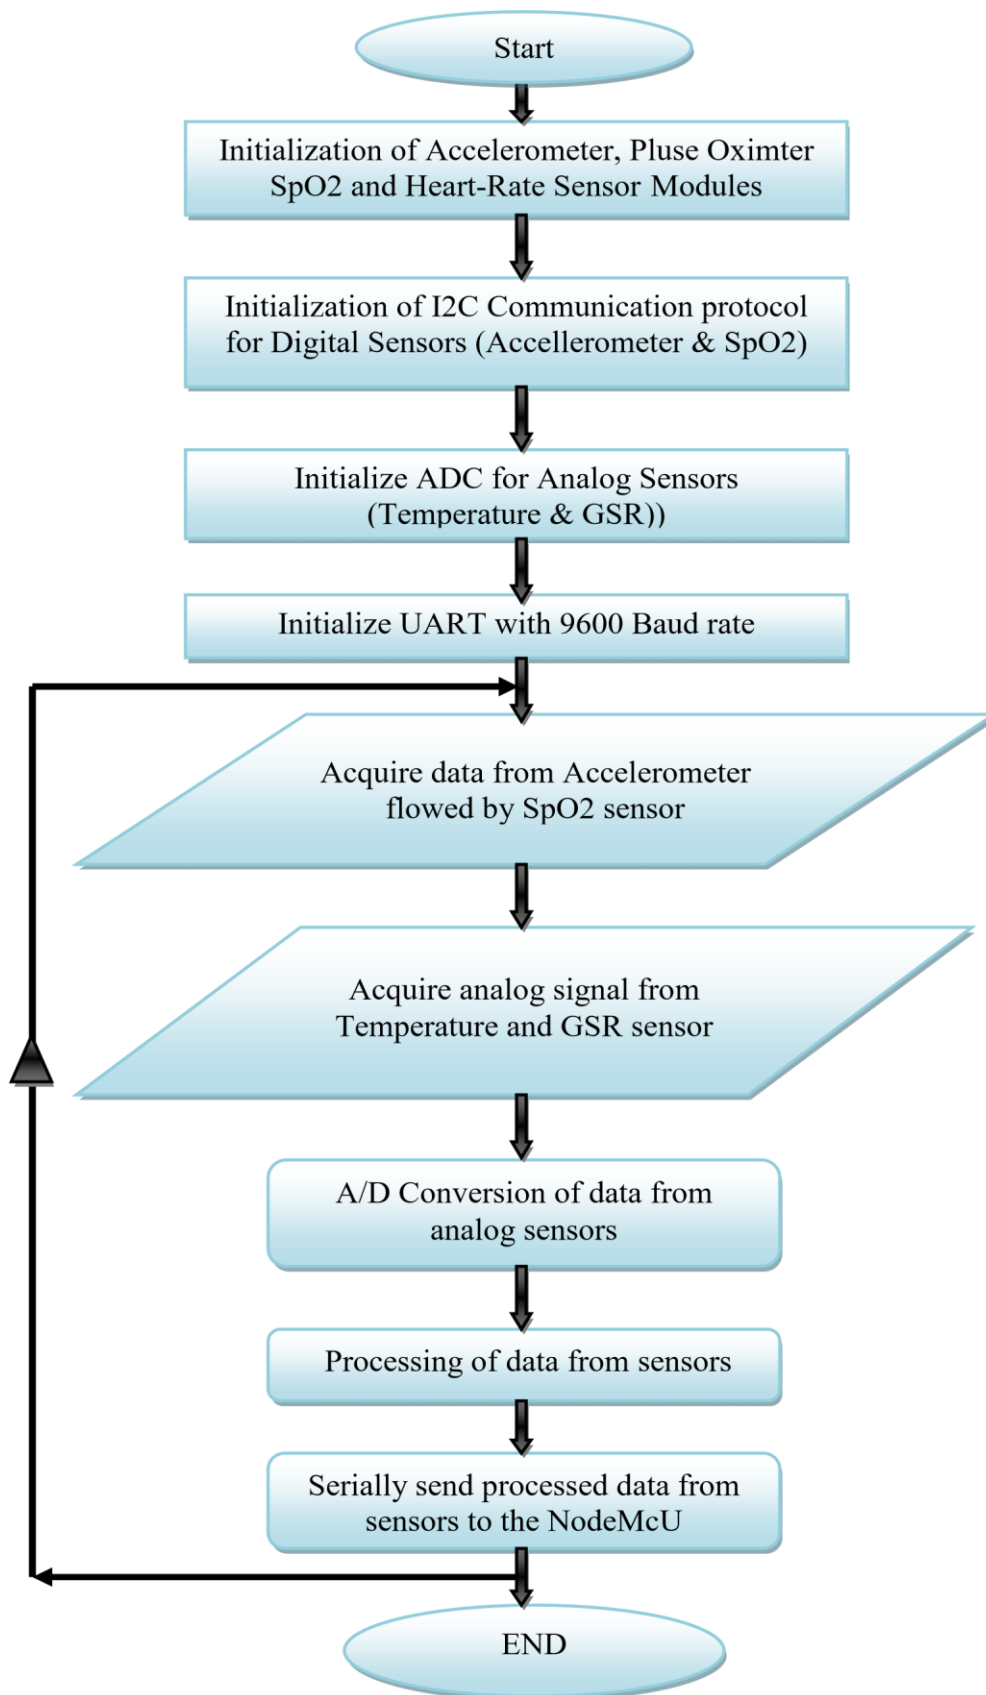 Start
Initialization of Accelerometer, Pluse Oximter
SpO2 and Heart-Rate Sensor Modules
Initialization of I2C Communication protocol
for Digital Sensors (Accellerometer & SpO2)
Initialize ADC for Analog Sensors
(Temperature & GSR))
Initialize UART with 9600 Baud rate
Acquire data from Accelerometer
flowed by SpO2 sensor
Acquire analog signal from
Temperature and GSR sensor
A/D Conversion of data from
analog sensors
Processing of data from sensors
Serially send processed data from
sensors to the NodeMcU
END